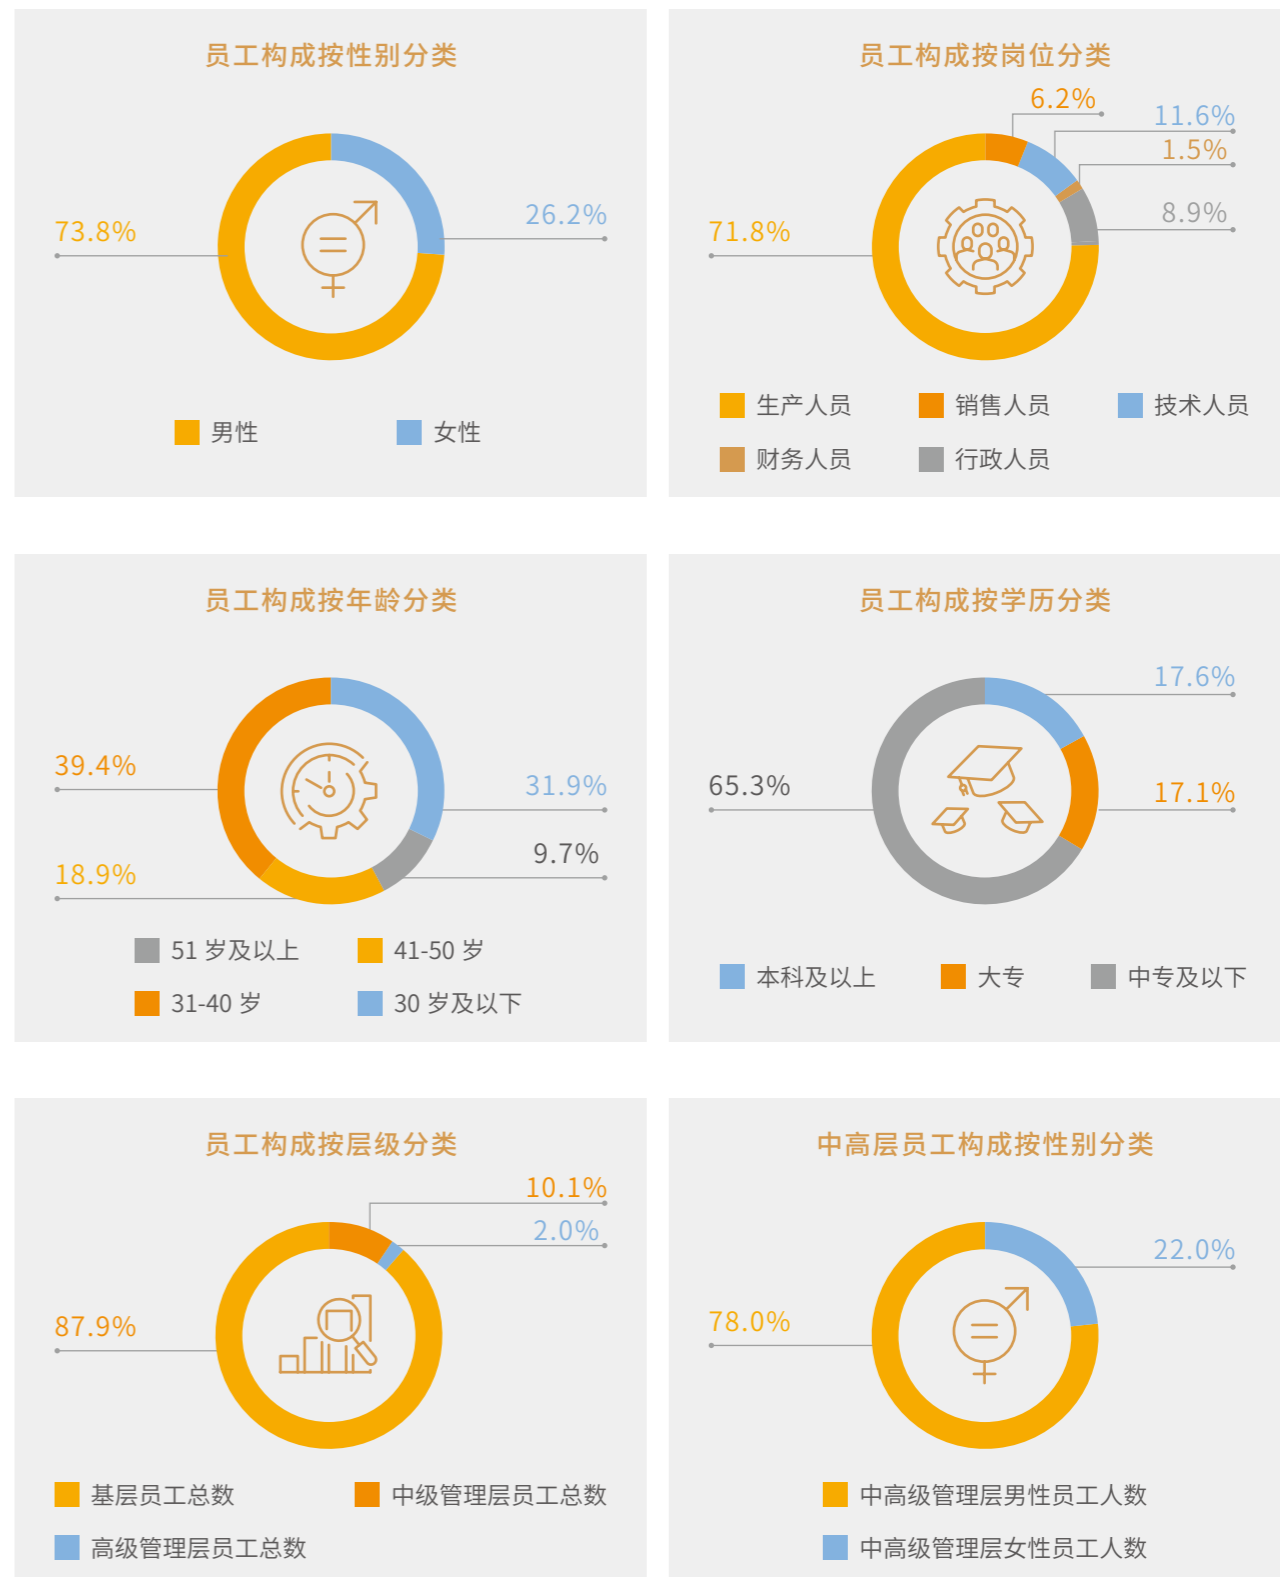 员工构成按性别分类
73.8%
26.2%
男性
女性
员工构成按岗位分类
6.2%
11.6%
1.5%
8.9%
71.8%
生产人员
销售人员
技术人员
财务人员
行政人员
员工构成按年龄分类
39.4%
31.9%
9.7%
18.9%
51 岁及以上
41-50 岁
31-40 岁
30 岁及以下
员工构成按学历分类
17.6%
65.3%
17.1%
本科及以上
大专
中专及以下
员工构成按层级分类
10.1%
2.0%
87.9%
基层员工总数
中级管理层员工总数
高级管理层员工总数
中高层员工构成按性别分类
22.0%
78.0%
中高级管理层男性员工人数
中高级管理层女性员工人数